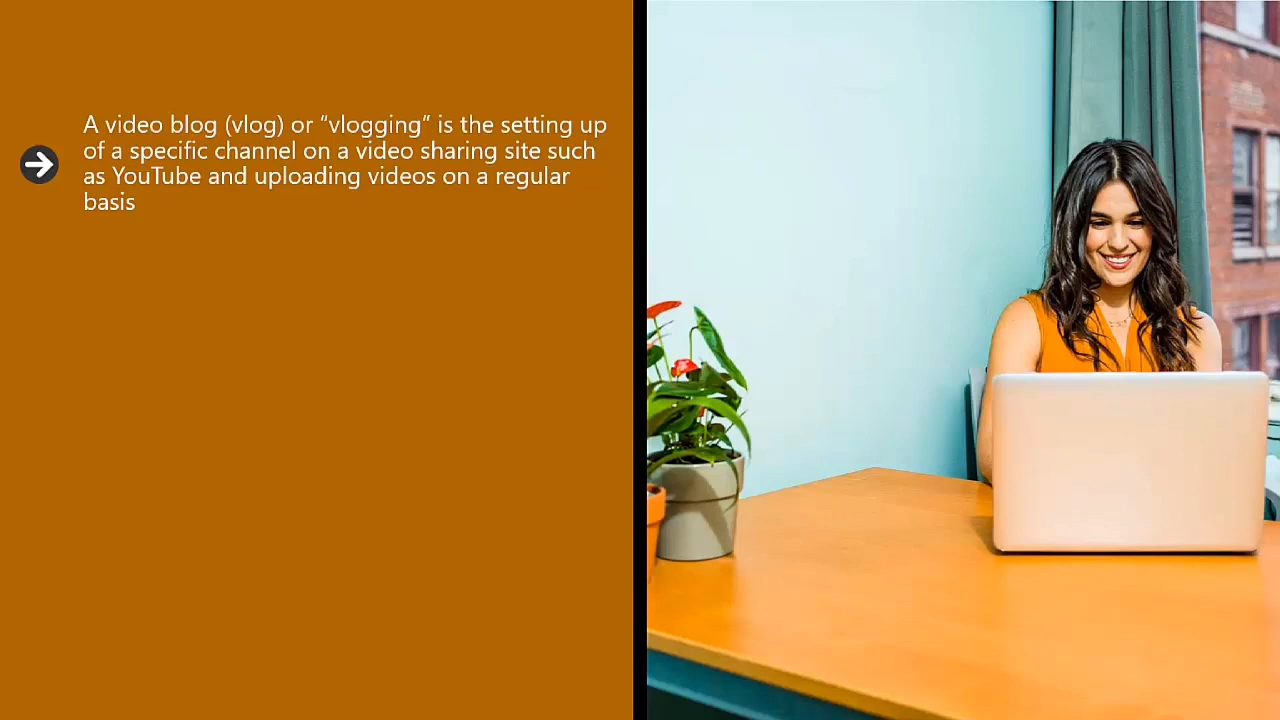 A video blog (vlog) or “vlogging” is the setting up
of a specific channel on a video sharing site such
as YouTube and uploading videos on a regular
basis